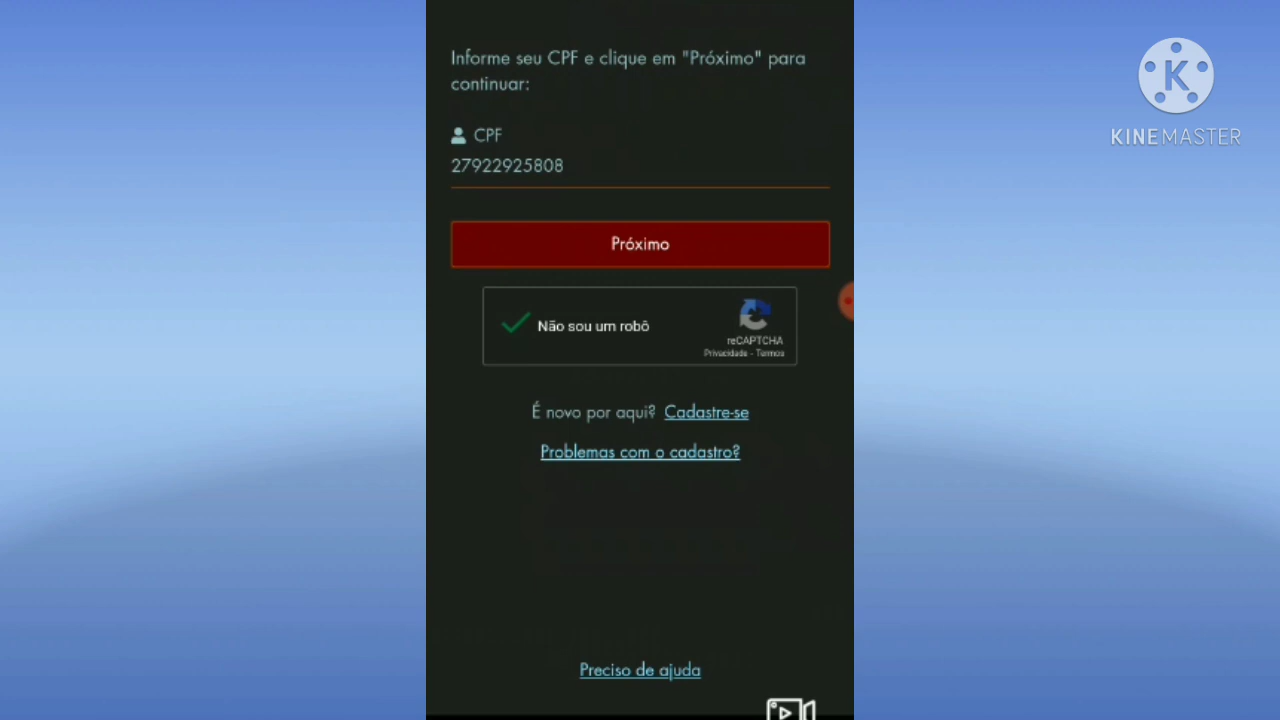 Informe seu CPF e clique em "Próximo" para
continuar:
CPF
27922925808
Próximo
Não sou um robô
reCAPTCHA
Privacidade - Termos
É novo por aqui? Cadastre-se
Problemas com o cadastro?
Preciso de ajuda
K
KINEMASTER